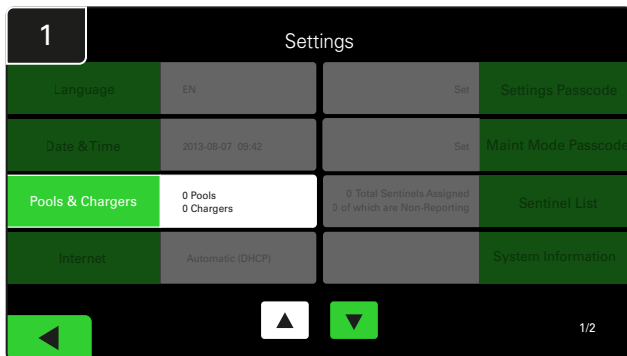 1
Settings
Language
EN
Set
Settings Passcode
Date & Time
2013-08-07 09:42
Set
Maint Mode Passcode
Pools & Chargers
0 Pools
0 Chargers
0 Total Sentinels Assigned
0 of which are Non-Reporting
Sentinel List
Internet
Automatic (DHCP)
System Information
1/2